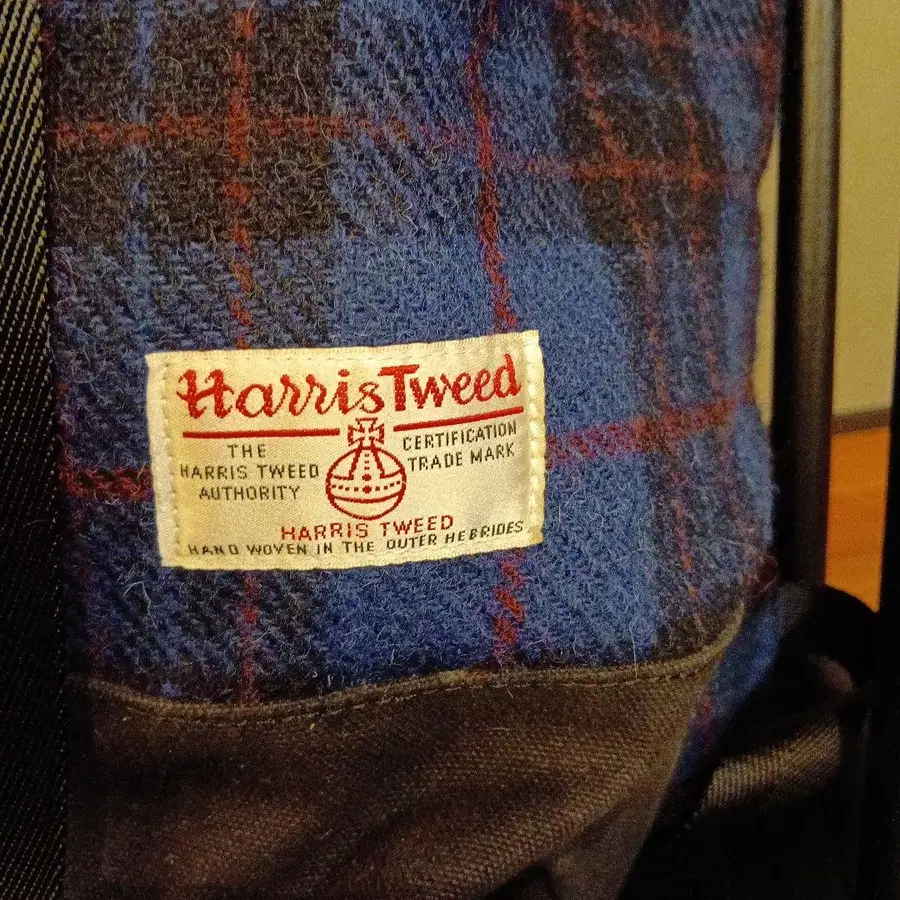 Harris Tweed
THE
HARRIS TWEED
AUTHORITY
CERTIFICATION
TRADE MARK
HARRIS TWEED
HAND WOVEN IN THE OUTER HEBRIDES